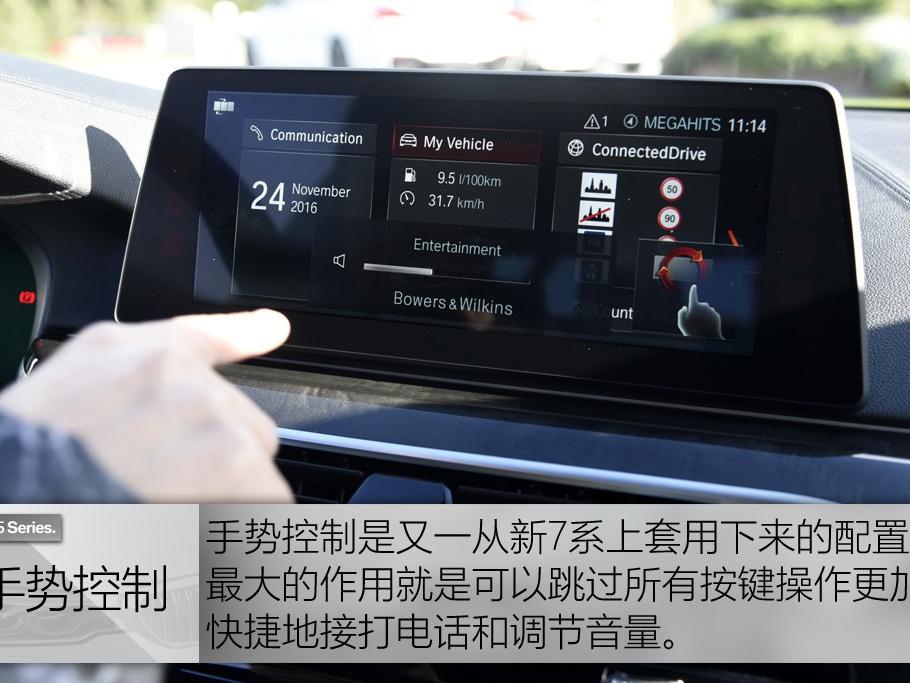 1 MEGAHITS 11:14
Communication
My Vehicle
ConnectedDrive
24 November
2016
9.5 l/100km
31.7 km/h
50
90
Entertainment
Bowers & Wilkins
Count
5 Series.
手势控制
手势控制是又一从新7系上套用下来的配置
最大的作用就是可以跳过所有按键操作更加
快捷地接打电话和调节音量。